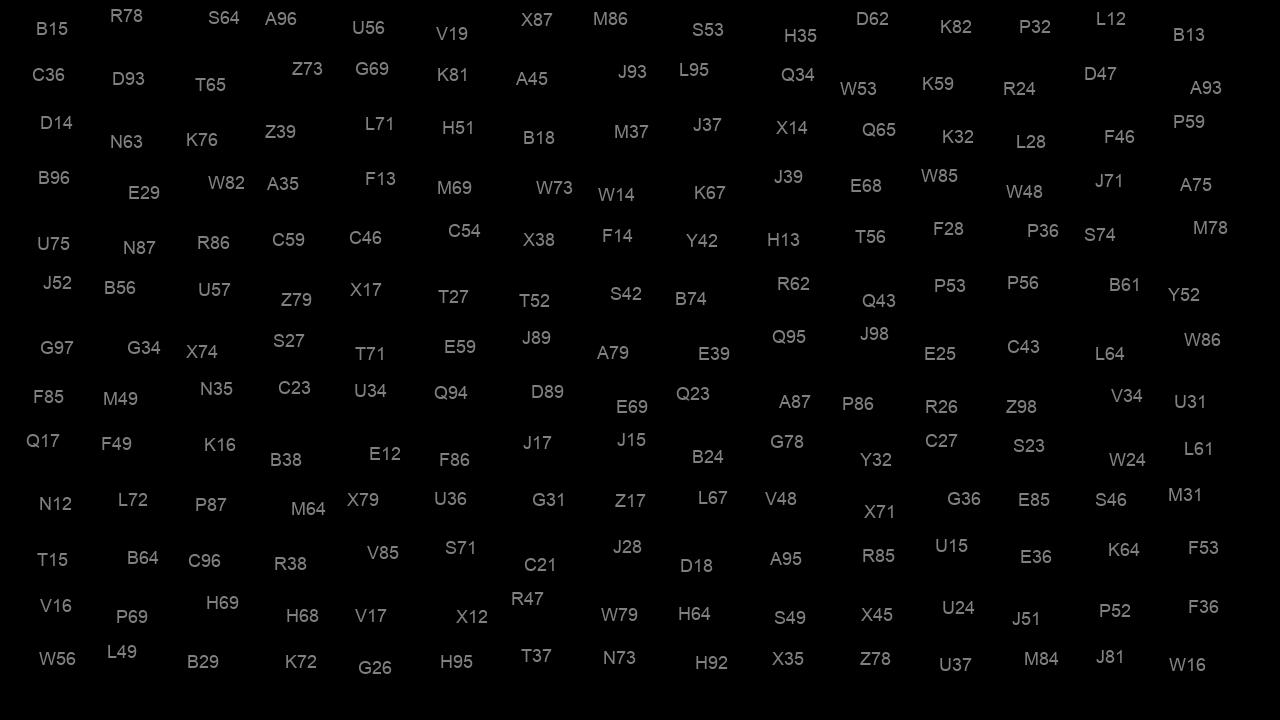 B15 R78 S64 A96 U56 V19 X87 M86 S53 H35 D62 K82 P32 L12 B13
C36 D93 T65 Z73 G69 K81 A45 J93 L95 Q34 W53 K59 R24 D47 A93
D14 N63 K76 Z39 L71 H51 B18 M37 J37 X14 Q65 K32 L28 F46 P59
B96 E29 W82 A35 F13 M69 W73 W14 K67 J39 E68 W85 W48 J71 A75
U75 N87 R86 C59 C46 C54 X38 F14 Y42 H13 T56 F28 P36 S74 M78
J52 B56 U57 Z79 X17 T27 T52 S42 B74 R62 Q43 P53 P56 B61 Y52
G97 G34 X74 S27 T71 E59 J89 A79 E39 Q95 J98 E25 C43 L64 W86
F85 M49 N35 C23 U34 Q94 D89 E69 Q23 A87 P86 R26 Z98 V34 U31
Q17 F49 K16 B38 E12 F86 J17 J15 B24 G78 Y32 C27 S23 W24 L61
N12 L72 P87 M64 X79 U36 G31 Z17 L67 V48 X71 G36 E85 S46 M31
T15 B64 C96 R38 V85 S71 C21 J28 D18 A95 R85 U15 E36 K64 F53
V16 P69 H69 H68 V17 X12 R47 W79 H64 S49 X45 U24 J51 P52 F36
W56 L49 B29 K72 G26 H95 T37 N73 H92 X35 Z78 U37 M84 J81 W16